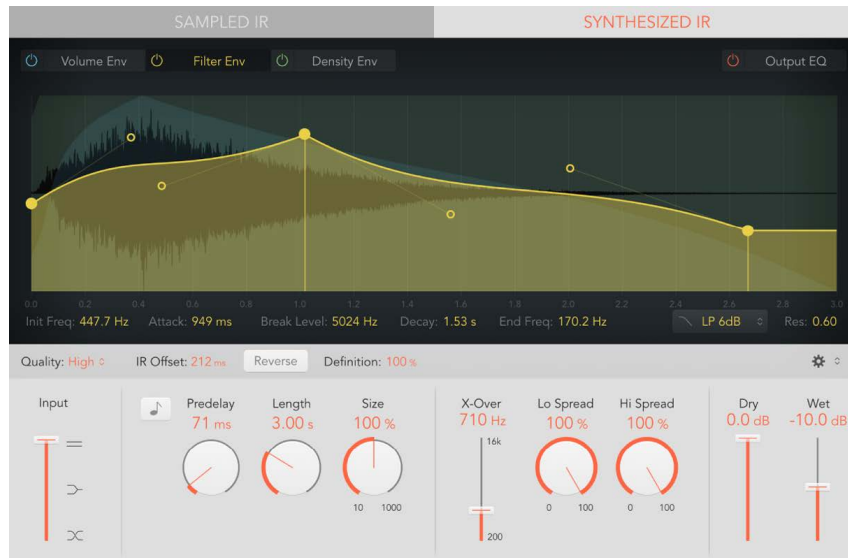 SAMPLED IR SYNTHESIZED IR
Volume Env Filter Env Density Env Output EQ
0.0 0.2 0.4 0.6 0.8 1.0 1.2 1.4 1.6 1.8 2.0 2.2 2.4 2.6 2.8 3.0
Init Freq: 447.7 Hz Attack: 949 ms Break Level: 5024 Hz Decay: 1.53 s End Freq: 170.2 Hz LP 6dB Res: 0.60
Quality: High IR Offset: 212 ms Reverse Definition: 100 %
Input Predelay Length Size X-Over Lo Spread Hi Spread Dry Wet
71 ms 3.00 s 100 % 710 Hz 100 % 100 % 0.0 dB -10.0 dB
16k
10 1000 0 100 0 100
200